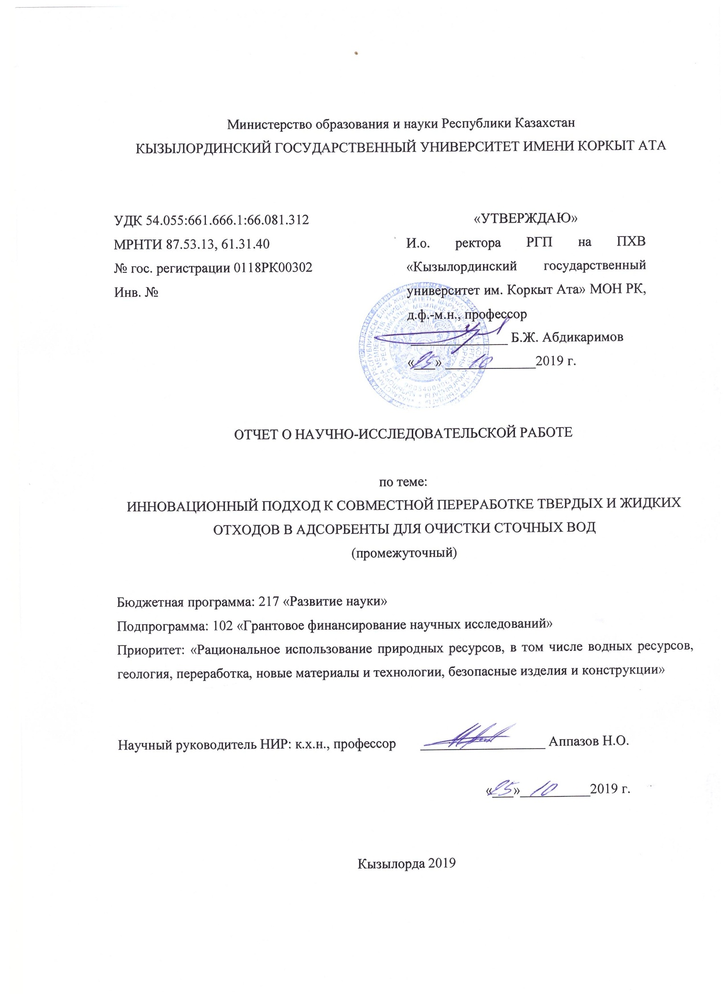 Министерство образования и науки Республики Казахстан
КЫЗЫЛОРДИНСКИЙ ГОСУДАРСТВЕННЫЙ УНИВЕРСИТЕТ ИМЕНИ КОРКЫТ АТА
УДК 54.055:661.666.1:66.081.312
МРНТИ 87.53.13, 61.31.40
№ гос. регистрации 0118РК00302
Инв. №
«УТВЕРЖДАЮ»
И.о. ректора РГП на ПХВ
«Кызылординский государственный
университет им. Коркыт Ата» МОН РК,
д.ф.-м.н., профессор
Б.Ж. Абдикаримов
«25» 10 2019 г.
ОТЧЕТ О НАУЧНО-ИССЛЕДОВАТЕЛЬСКОЙ РАБОТЕ
по теме:
ИННОВАЦИОННЫЙ ПОДХОД К СОВМЕСТНОЙ ПЕРЕРАБОТКЕ ТВЕРДЫХ И ЖИДКИХ
ОТХОДОВ В АДСОРБЕНТЫ ДЛЯ ОЧИСТКИ СТОЧНЫХ ВОД
(промежуточный)
Бюджетная программа: 217 «Развитие науки»
Подпрограмма: 102 «Грантовое финансирование научных исследований»
Приоритет: «Рациональное использование природных ресурсов, в том числе водных ресурсов,
геология, переработка, новые материалы и технологии, безопасные изделия и конструкции»
Научный руководитель НИР: к.х.н., профессор Аппазов Н.О.
«25» 10 2019 г.
Кызылорда 2019